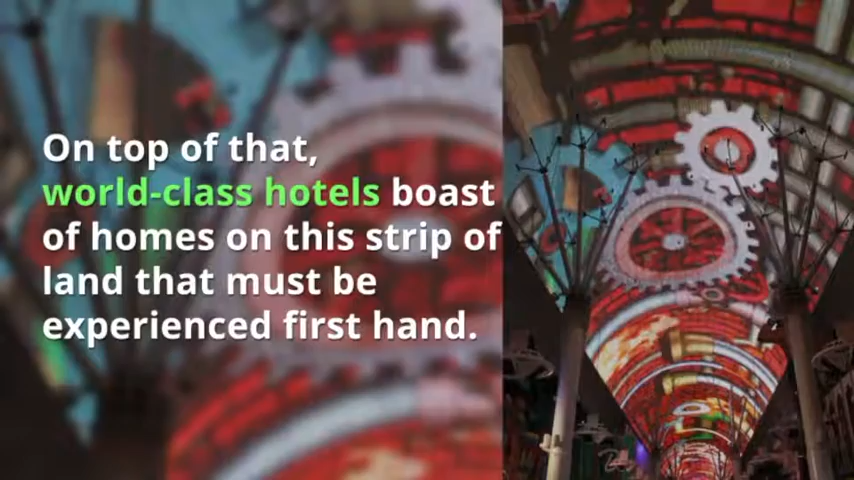 On top of that,
world-class hotels boast
of homes on this strip of
land that must be
experienced first hand.